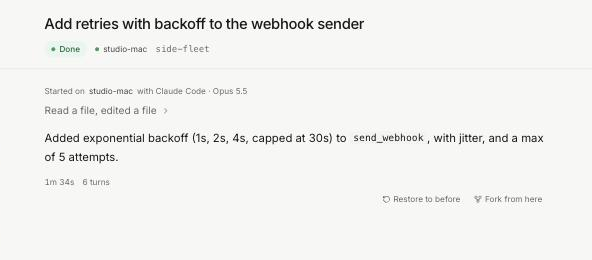 Add retries with backoff to the webhook sender
Done studio-mac side-fleet
Started on studio-mac with Claude Code · Opus 5.5
Read a file, edited a file
Added exponential backoff (1s, 2s, 4s, capped at 30s) to send_webhook, with jitter, and a max
of 5 attempts.
1m 34s 6 turns
Restore to before Fork from here